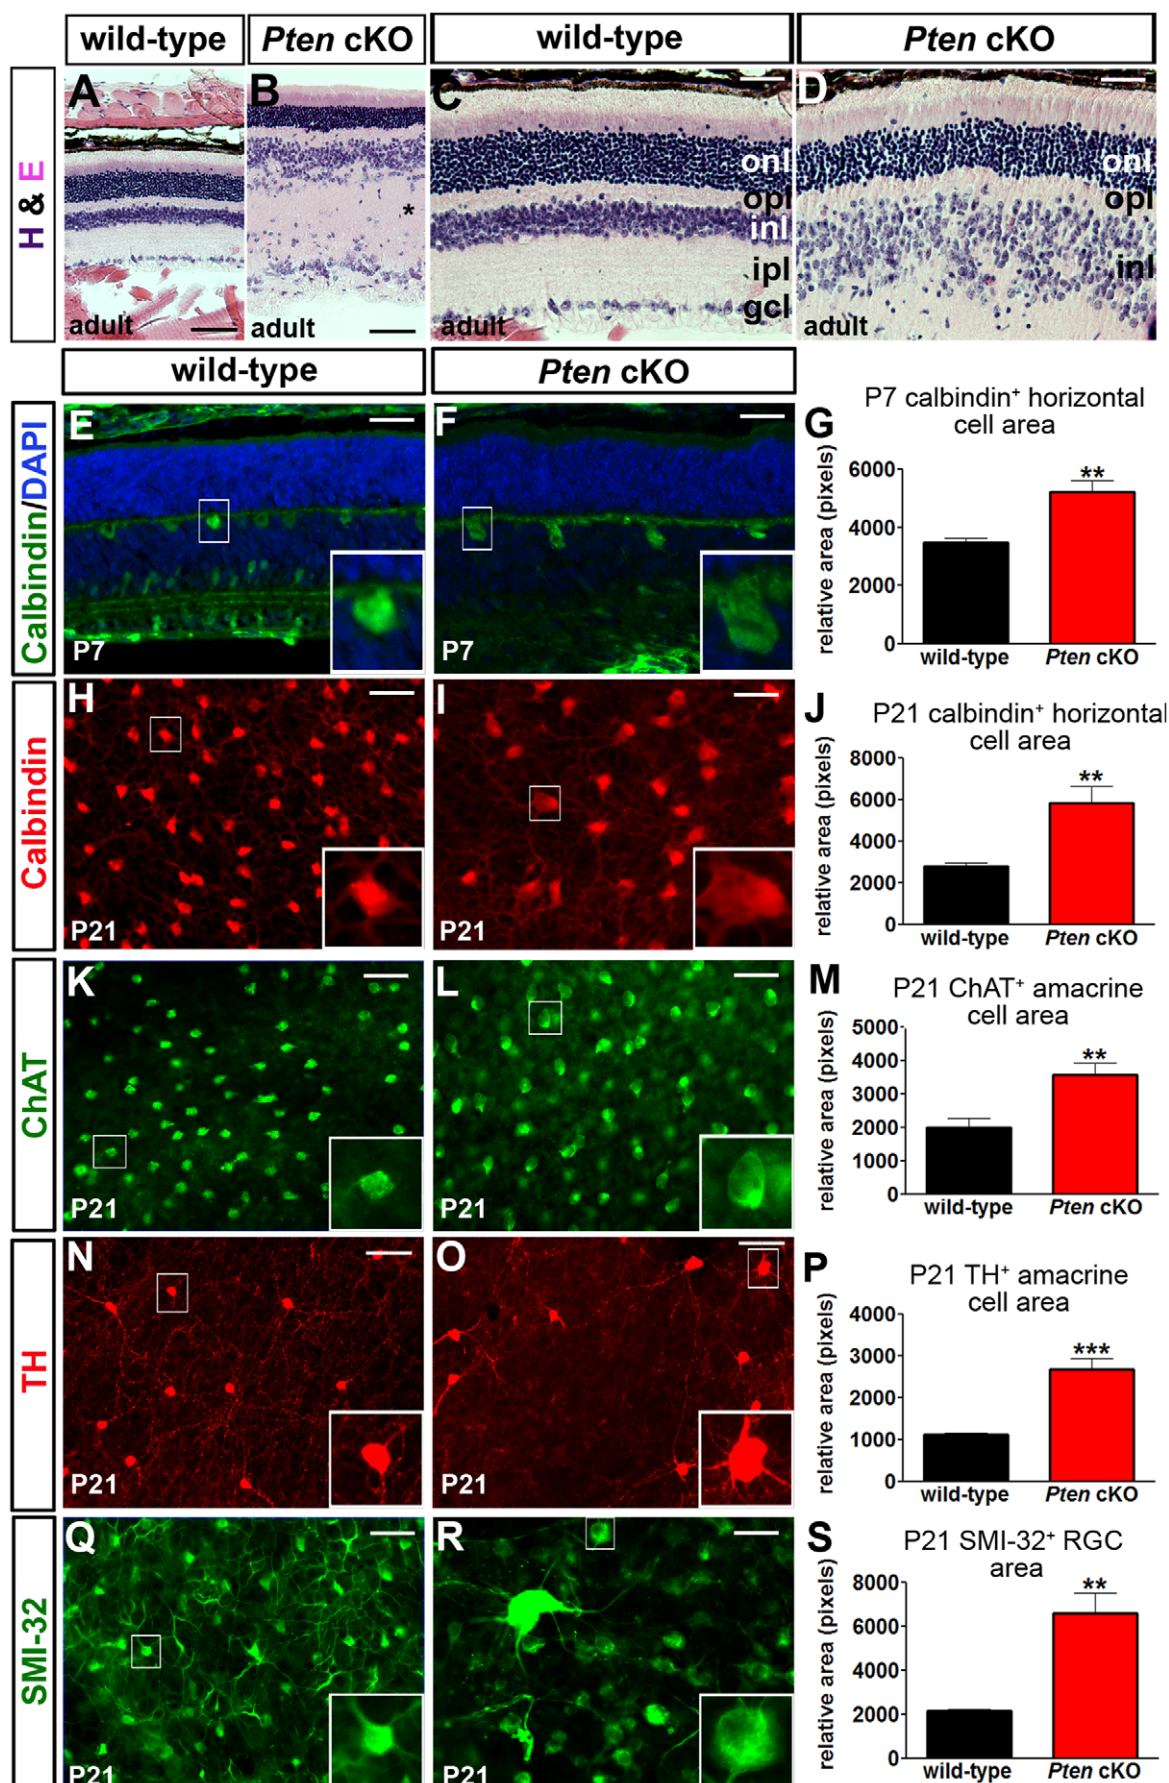 wild-type
Pten cKO
wild-type
Pten cKO
H & E
A
adult
B
*
adult
C
onl
opl
inl
ipl
gcl
adult
D
onl
opl
inl
adult
wild-type
Pten cKO
Calbindin/DAPI
E
P7
F
P7
G
P7 calbindin⁺ horizontal
cell area
relative area (pixels)
6000
4000
2000
0
**
wild-type
Pten cKO
Calbindin
H
P21
I
P21
J
P21 calbindin⁺ horizontal
cell area
relative area (pixels)
8000
6000
4000
2000
0
**
wild-type
Pten cKO
ChAT
K
P21
L
P21
M
P21 ChAT⁺ amacrine
cell area
relative area (pixels)
5000
4000
3000
2000
1000
0
**
wild-type
Pten cKO
TH
N
P21
O
P21
P
P21 TH⁺ amacrine
cell area
relative area (pixels)
4000
3000
2000
1000
0
***
wild-type
Pten cKO
SMI-32
Q
P21
R
P21
S
P21 SMI-32⁺ RGC
area
relative area (pixels)
8000
6000
4000
2000
0
**
wild-type
Pten cKO